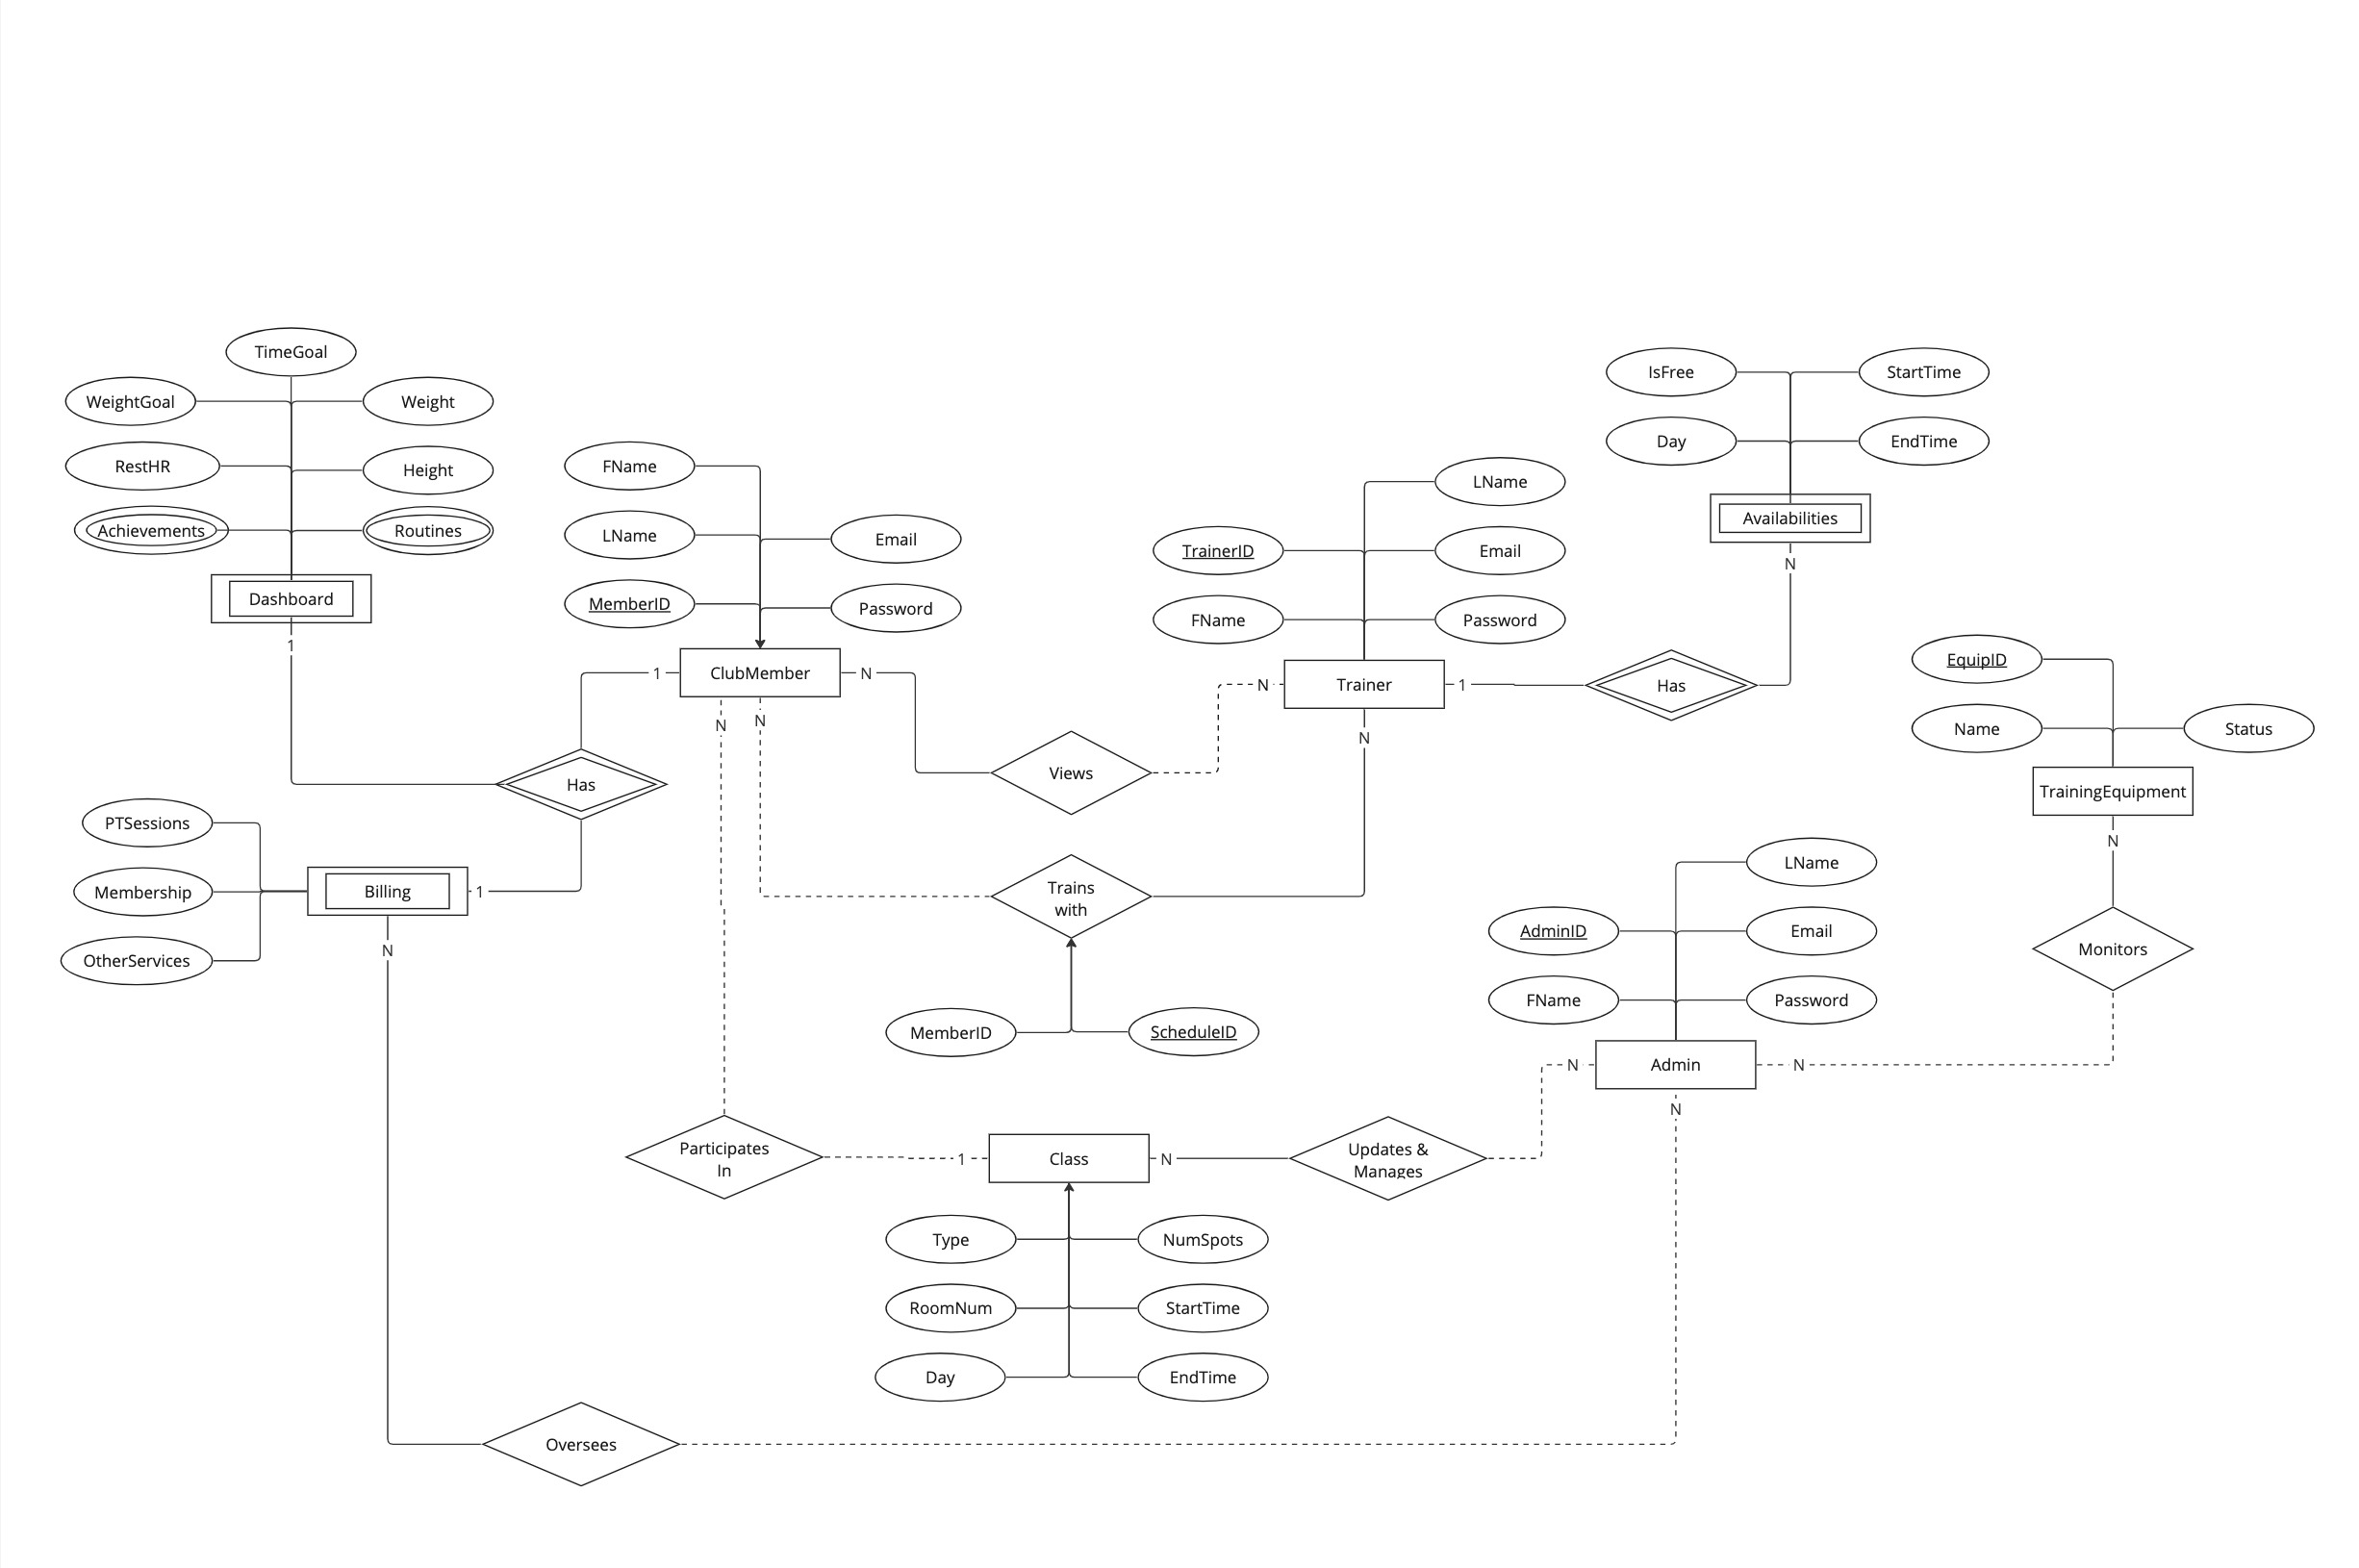 TimeGoal
WeightGoal
Weight
RestHR
Height
Achievements
Routines
Dashboard
1
FName
LName
Email
MemberID
Password
ClubMember
1
N
N
N
Has
PTSessions
Membership
OtherServices
Billing
1
N
Views
Trains
with
MemberID
ScheduleID
LName
TrainerID
Email
FName
Password
Trainer
N
1
N
Has
IsFree
StartTime
Day
EndTime
Availabilities
N
EquipID
Name
Status
TrainingEquipment
N
Monitors
LName
AdminID
Email
FName
Password
Admin
N
N
N
Participates
In
1
Class
N
Updates &
Manages
Type
NumSpots
RoomNum
StartTime
Day
EndTime
Oversees